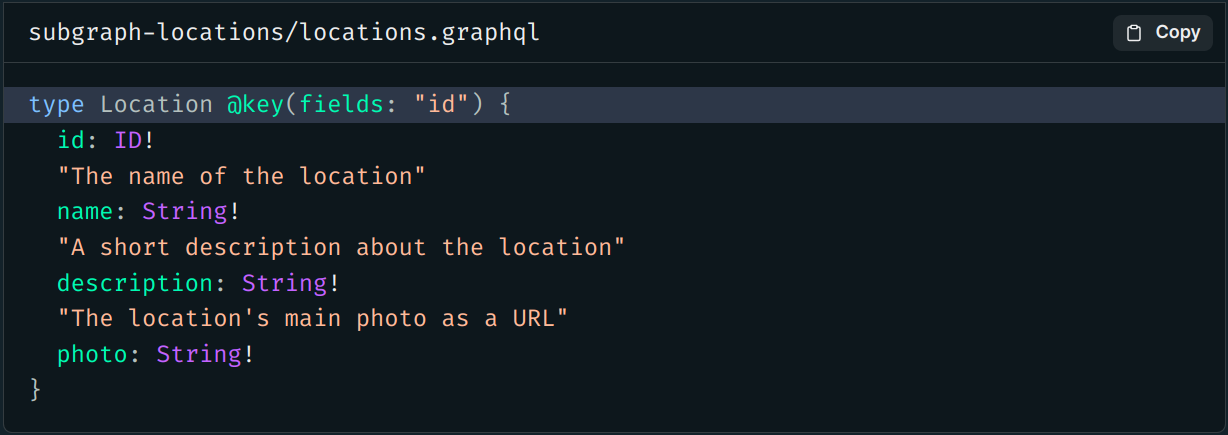 subgraph-locations/locations.graphql
Copy
type Location @key(fields: "id") {
  id: ID!
  "The name of the location"
  name: String!
  "A short description about the location"
  description: String!
  "The location's main photo as a URL"
  photo: String!
}